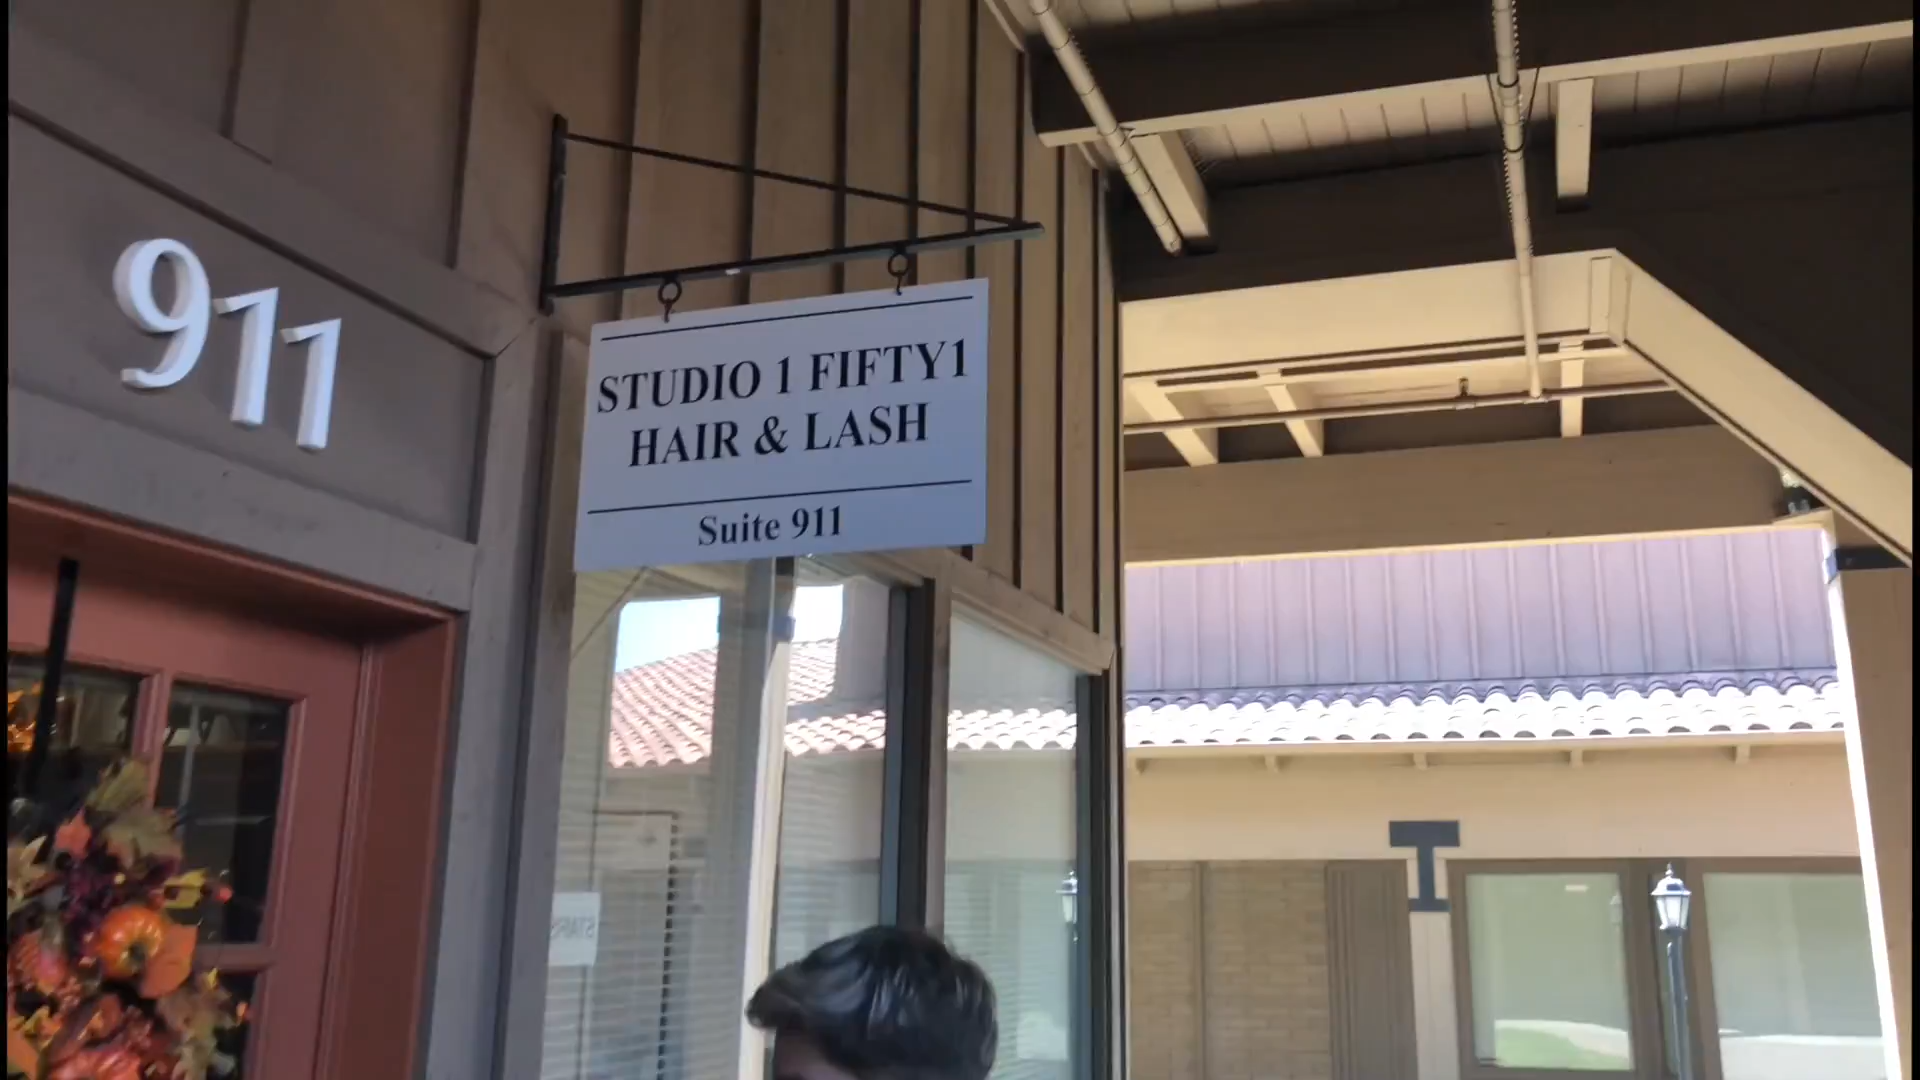 911
STUDIO 1 FIFTY1
HAIR & LASH
Suite 911
I